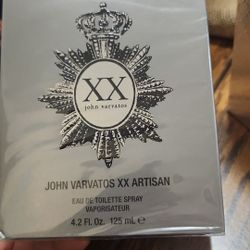 XX
john varvatos
JOHN VARVATOS XX ARTISAN
EAU DE TOILETTE SPRAY
VAPORISATEUR
4.2 Fl. Oz. 125 mL ℮